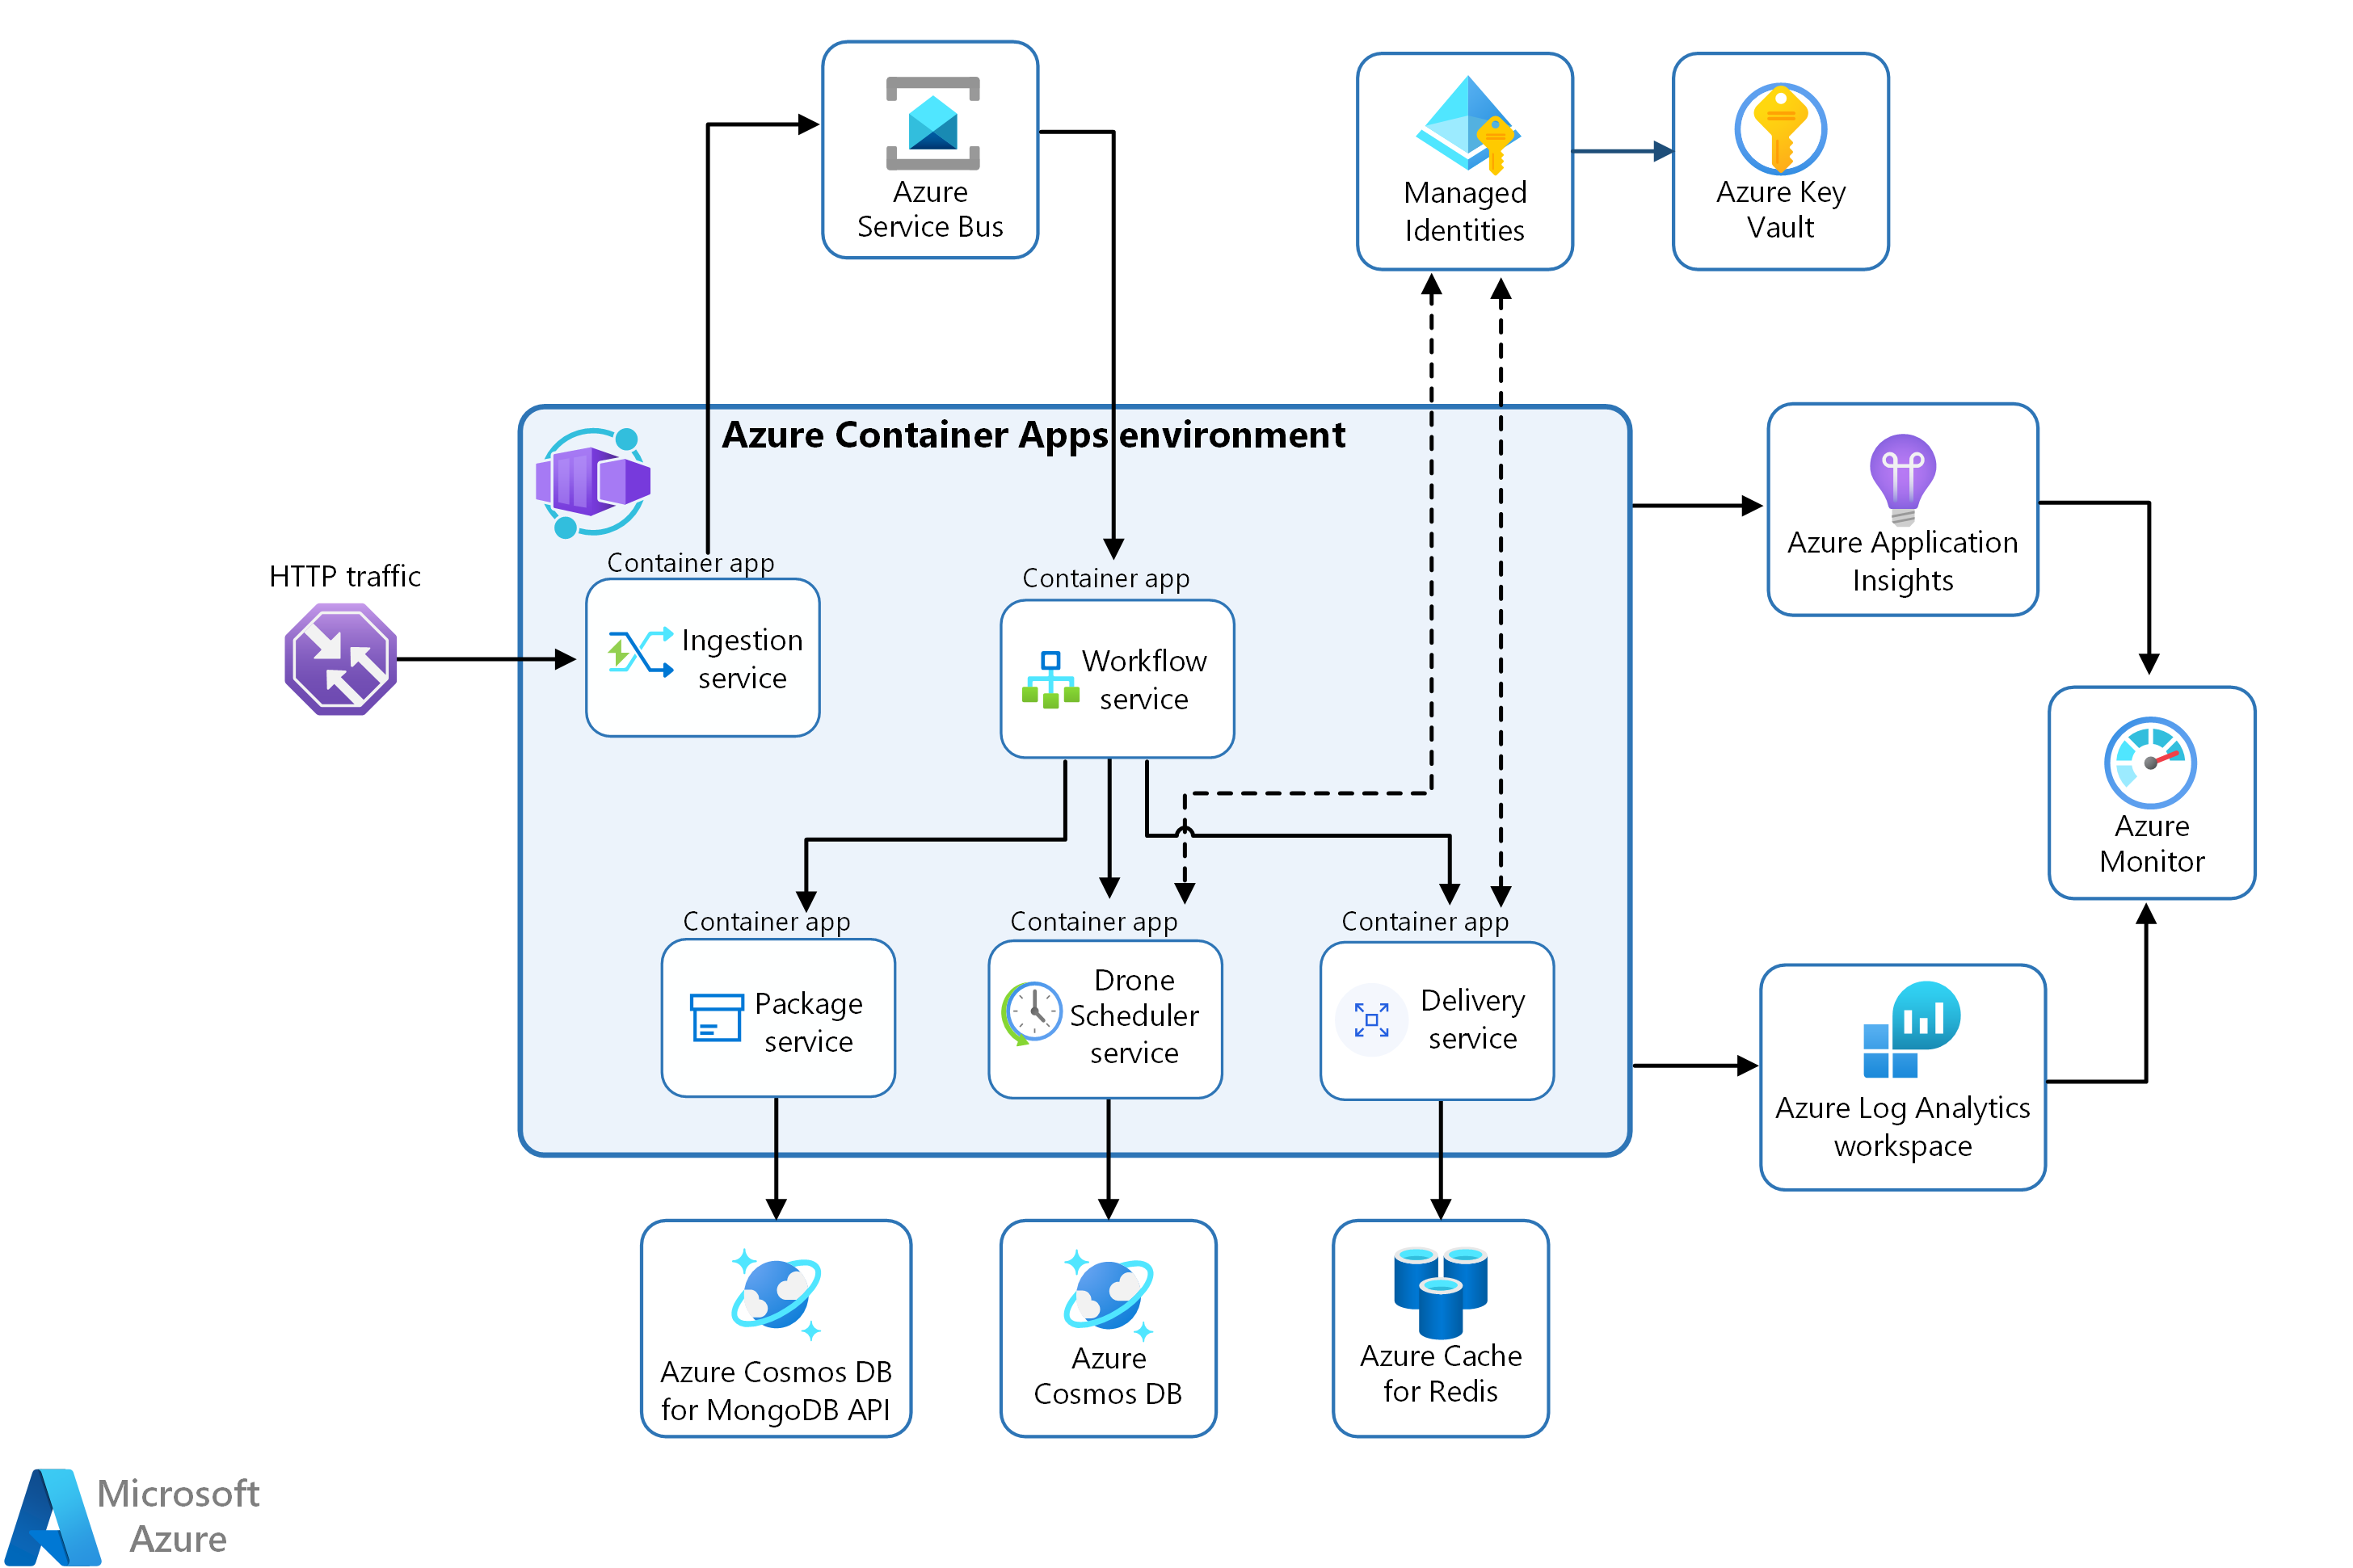 Azure
Service Bus
Managed
Identities
Azure Key
Vault
Azure Container Apps environment
HTTP traffic
Container app
Ingestion
service
Container app
Workflow
service
Azure Application
Insights
Azure
Monitor
Container app
Package
service
Container app
Drone
Scheduler
service
Container app
Delivery
service
Azure Log Analytics
workspace
Azure Cosmos DB
for MongoDB API
Azure
Cosmos DB
Azure Cache
for Redis
Microsoft
Azure